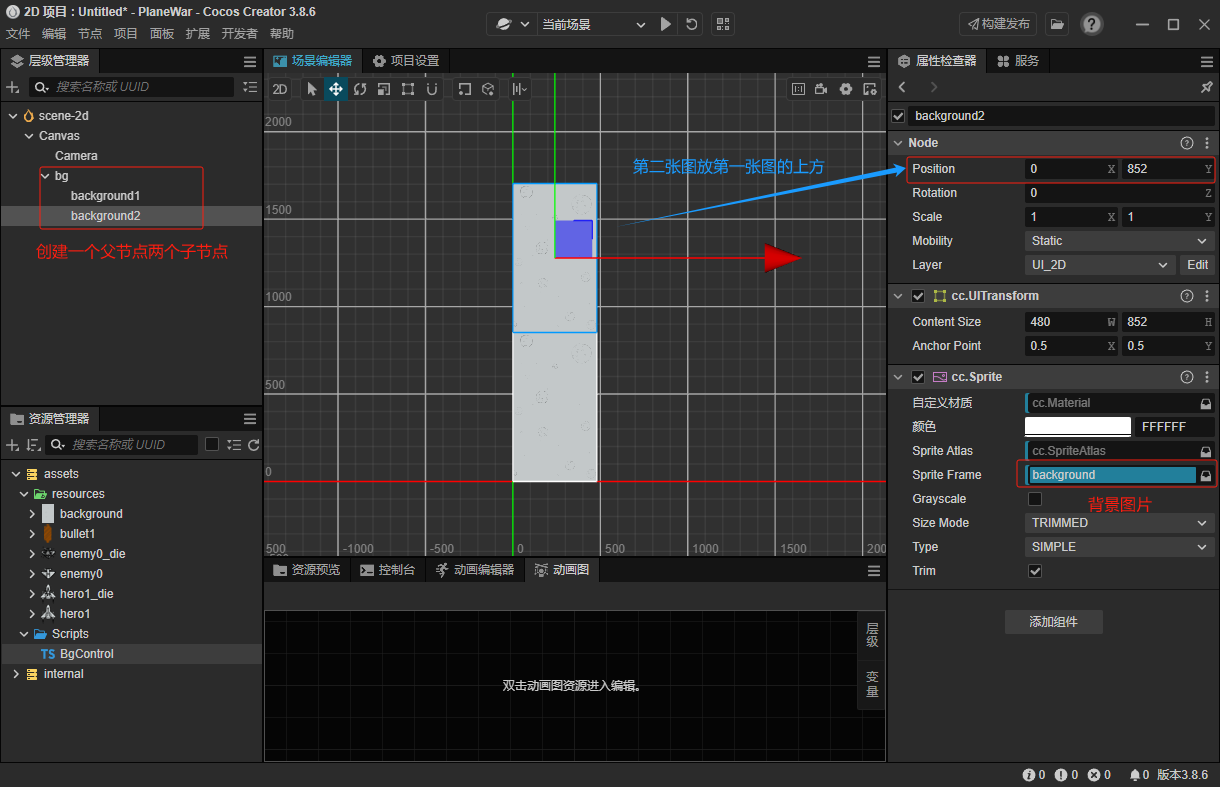 2D 项目 : Untitled* - PlaneWar - Cocos Creator 3.8.6
文件 编辑 节点 项目 面板 扩展 开发者 帮助
当前场景
构建发布
层级管理器
搜索名称或 UUID
scene-2d
Canvas
Camera
bg
background1
background2
创建一个父节点两个子节点
资源管理器
搜索名称或 UUID
assets
resources
background
bullet1
enemy0_die
enemy0
hero1_die
hero1
Scripts
TS BgControl
internal
场景编辑器 项目设置
2D
2000
1500
1000
500
0
500 -1000 -500 0 500 1000 1500 200
第二张图放第一张图的上方
资源预览 控制台 动画编辑器 动画图
双击动画图资源进入编辑。
层级
变量
属性检查器 服务
background2
Node
Position 0 X 852 Y
Rotation 0 Z
Scale 1 X 1 Y
Mobility Static
Layer UI_2D Edit
cc.UITransform
Content Size 480 W 852 H
Anchor Point 0.5 X 0.5 Y
cc.Sprite
自定义材质 cc.Material
颜色 FFFFFF
Sprite Atlas cc.SpriteAtlas
Sprite Frame background
Grayscale
背景图片
Size Mode TRIMMED
Type SIMPLE
Trim
添加组件
0 0 0 0 版本3.8.6